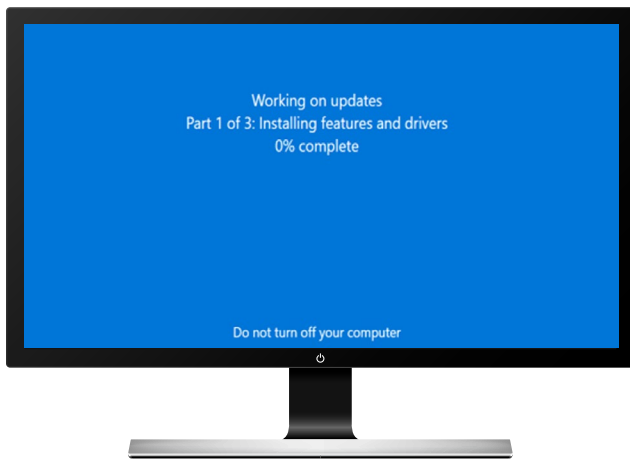 Working on updates
Part 1 of 3: Installing features and drivers
0% complete
Do not turn off your computer